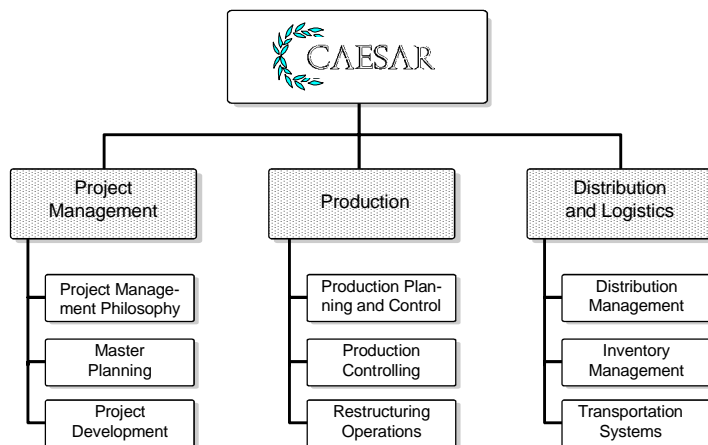 CAESAR
Project
Management
Production
Distribution
and Logistics
Project Manage-
ment Philosophy
Master
Planning
Project
Development
Production Plan-
ning and Control
Production
Controlling
Restructuring
Operations
Distribution
Management
Inventory
Management
Transportation
Systems